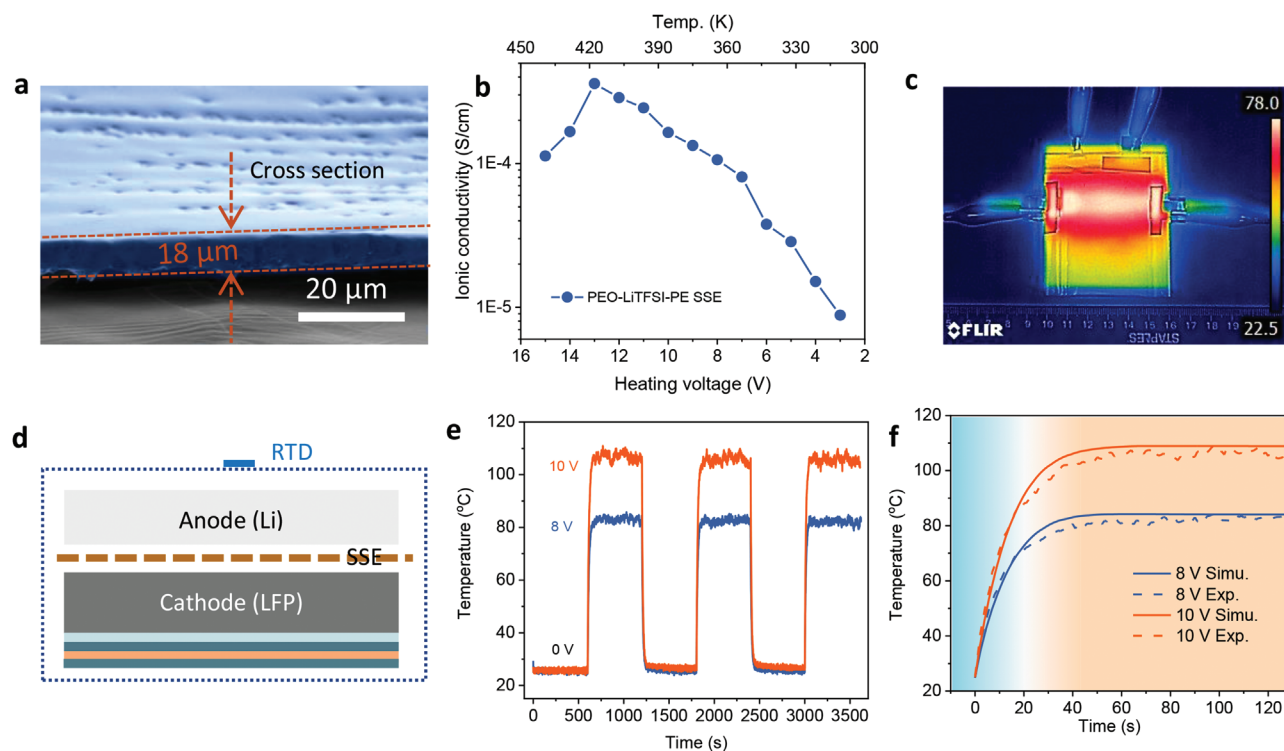 a
Cross section
18 μm
20 μm
b
Temp. (K)
450 420 390 360 330 300
Ionic conductivity (S/cm)
1E-4
1E-5
PEO-LiTFSI-PE SSE
16 14 12 10 8 6 4 2
Heating voltage (V)
c
78.0
22.5
FLIR
STAPLES
d
RTD
Anode (Li)
SSE
Cathode (LFP)
e
Temperature (°C)
120
100
80
60
40
20
10 V
8 V
0 V
0 500 1000 1500 2000 2500 3000 3500
Time (s)
f
Temperature (°C)
120
100
80
60
40
20
8 V Simu.
8 V Exp.
10 V Simu.
10 V Exp.
0 20 40 60 80 100 120
Time (s)